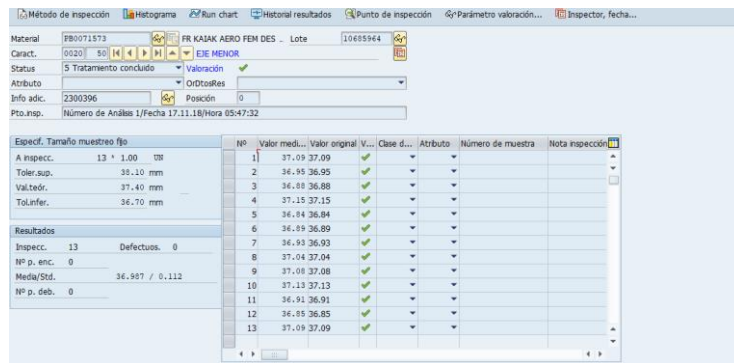 Método de inspección Histograma Run chart Historial resultados Punto de inspección Parámetro valoración... Inspector, fecha...
Material PB0071573 FR KAIAK AERO FEM DES .. Lote 10685964
Caract. 0020 50 EJE MENOR
Status 5 Tratamiento concluido Valoración
Atributo OrDtosRes
Info adic. 2300396 Posición 0
Pto.insp. Número de Análisis 1/Fecha 17.11.18/Hora 05:47:32
Especif. Tamaño muestreo fijo
A inspecc. 13 * 1.00 UN
Toler.sup. 38.10 mm
Val.teór. 37.40 mm
Tol.infer. 36.70 mm
Resultados
Inspecc. 13 Defectuos. 0
Nº p. enc. 0
Media/Std. 36.987 / 0.112
Nº p. deb. 0
Nº Valor medi... Valor original V... Clase d... Atributo Número de muestra Nota inspección
1 37.09 37.09
2 36.95 36.95
3 36.88 36.88
4 37.15 37.15
5 36.84 36.84
6 36.89 36.89
7 36.93 36.93
8 37.04 37.04
9 37.08 37.08
10 37.13 37.13
11 36.91 36.91
12 36.85 36.85
13 37.09 37.09